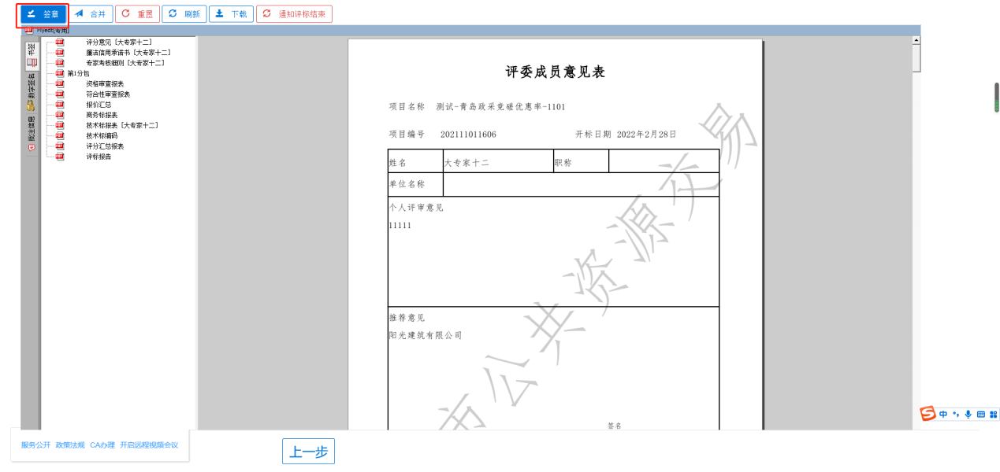 签章 合并 重置 刷新 下载 通知评标结束
书签
数字签名
评分意见 [大专家十二]
廉洁信用承诺书 [大专家十二]
专家考核细则 [大专家十二]
第1分包
资格审查报表
符合性审查报表
报价汇总
商务标报表
技术标报表 [大专家十二]
技术标编码
评分汇总报表
评标报告
评委成员意见表
项目名称 测试-青岛政采竞磋优惠率-1101
项目编号 202111011606 开标日期 2022年2月28日
姓名 大专家十二 职称
单位名称
个人评审意见
11111
推荐意见
阳光建筑有限公司
签名
市公共资源交易
中
服务公开 政策法规 CA办理 开启远程视频会议
上一步